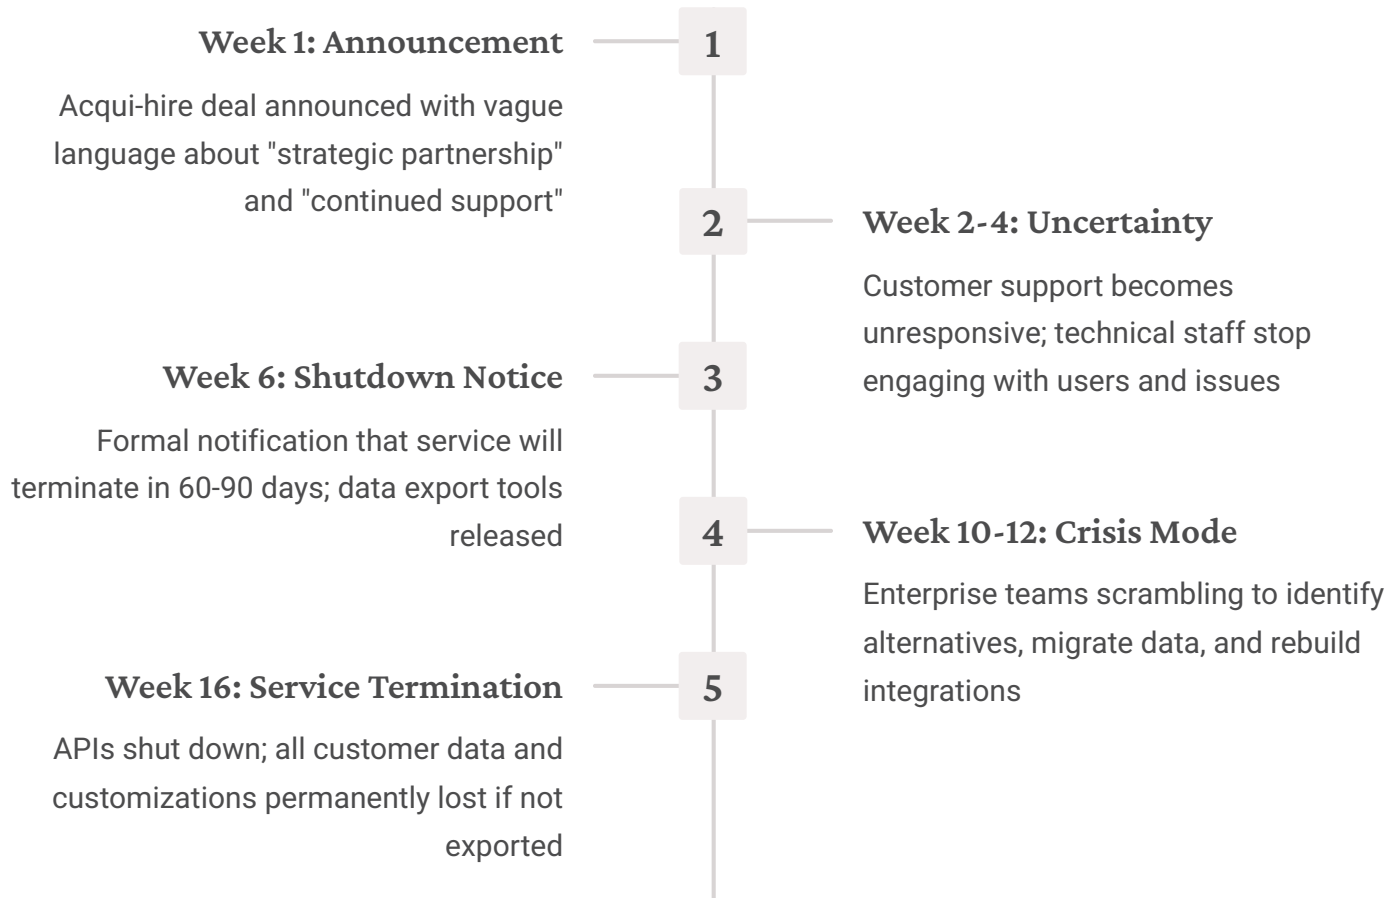 Week 1: Announcement
1
Acqui-hire deal announced with vague
language about "strategic partnership"
and "continued support"
2
Week 2-4: Uncertainty
Customer support becomes
unresponsive; technical staff stop
engaging with users and issues
Week 6: Shutdown Notice
3
Formal notification that service will
terminate in 60-90 days; data export tools
released
4
Week 10-12: Crisis Mode
Enterprise teams scrambling to identify
alternatives, migrate data, and rebuild
integrations
Week 16: Service Termination
5
APIs shut down; all customer data and
customizations permanently lost if not
exported